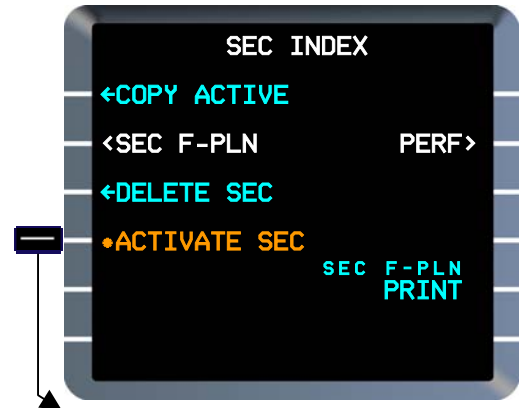 SEC INDEX
←COPY ACTIVE
<SEC F-PLN PERF>
←DELETE SEC
*ACTIVATE SEC
SEC F-PLN
PRINT